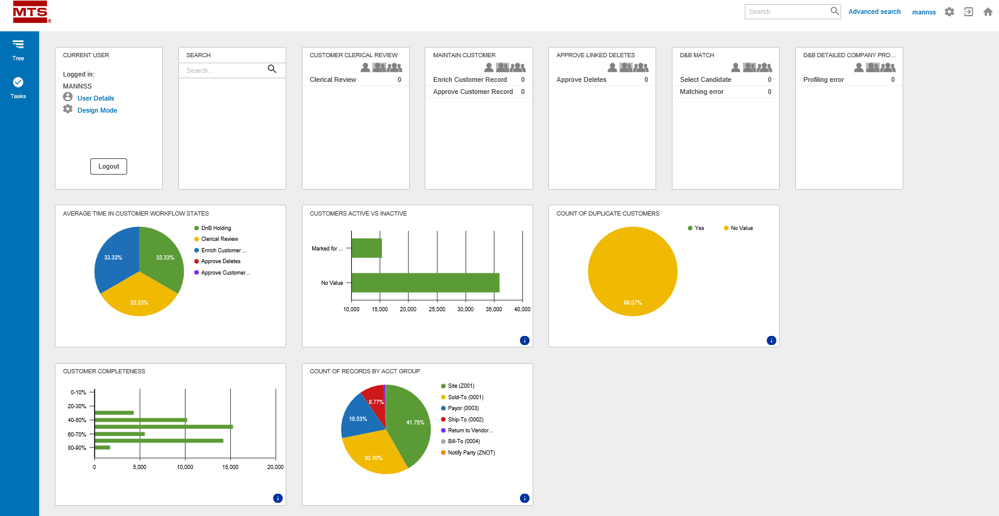 MTS
®
Search
Advanced search
mannss
Tree
Tasks
CURRENT USER
Logged in:
MANNSS
User Details
Design Mode
Logout
SEARCH
Search...
CUSTOMER CLERICAL REVIEW
Clerical Review 0
MAINTAIN CUSTOMER
Enrich Customer Record 0
Approve Customer Record 0
APPROVE LINKED DELETES
Approve Deletes 0
D&B MATCH
Select Candidate 0
Matching error 0
D&B DETAILED COMPANY PRO...
Profiling error 0
AVERAGE TIME IN CUSTOMER WORKFLOW STATES
33.33%
33.33%
33.33%
DnB Holding
Clerical Review
Enrich Customer ...
Approve Deletes
Approve Customer...
CUSTOMERS ACTIVE VS INACTIVE
Marked for ...
No Value
10,000 15,000 20,000 25,000 30,000 35,000 40,000
i
COUNT OF DUPLICATE CUSTOMERS
Yes No Value
99.97%
i
CUSTOMER COMPLETENESS
0-10%
20-30%
40-50%
60-70%
80-90%
0 5,000 10,000 15,000 20,000
i
COUNT OF RECORDS BY ACCT GROUP
8.77%
18.53%
41.75%
30.10%
Site (Z001)
Sold-To (0001)
Payor (0003)
Ship-To (0002)
Return to Vendor...
Bill-To (0004)
Notify Party (ZNOT)
i